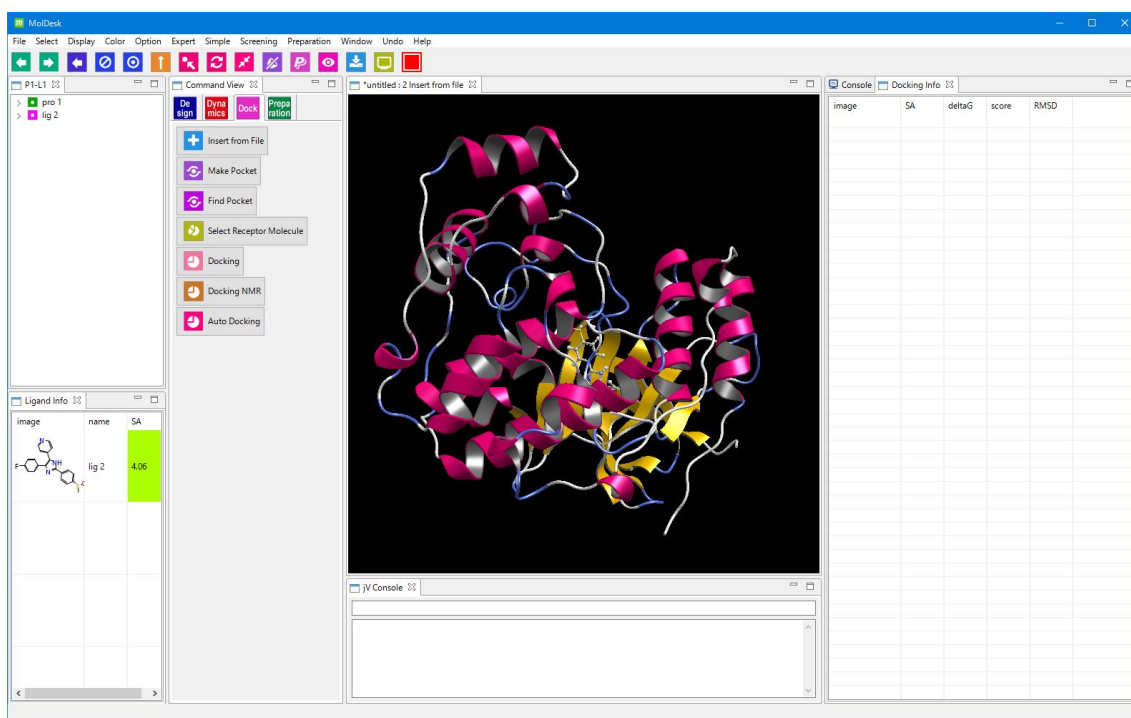 MolDesk
File Select Display Color Option Expert Simple Screening Preparation Window Undo Help
P1-L1
pro 1
lig 2
Command View
De
sign
Dyna
mics
Dock
Prepa
ration
Insert from File
Make Pocket
Find Pocket
Select Receptor Molecule
Docking
Docking NMR
Auto Docking
*untitled : 2 Insert from file
Console
Docking Info
image SA deltaG score RMSD
Ligand Info
image name SA
N
NH
F
N
lig 2
4.06
jV Console